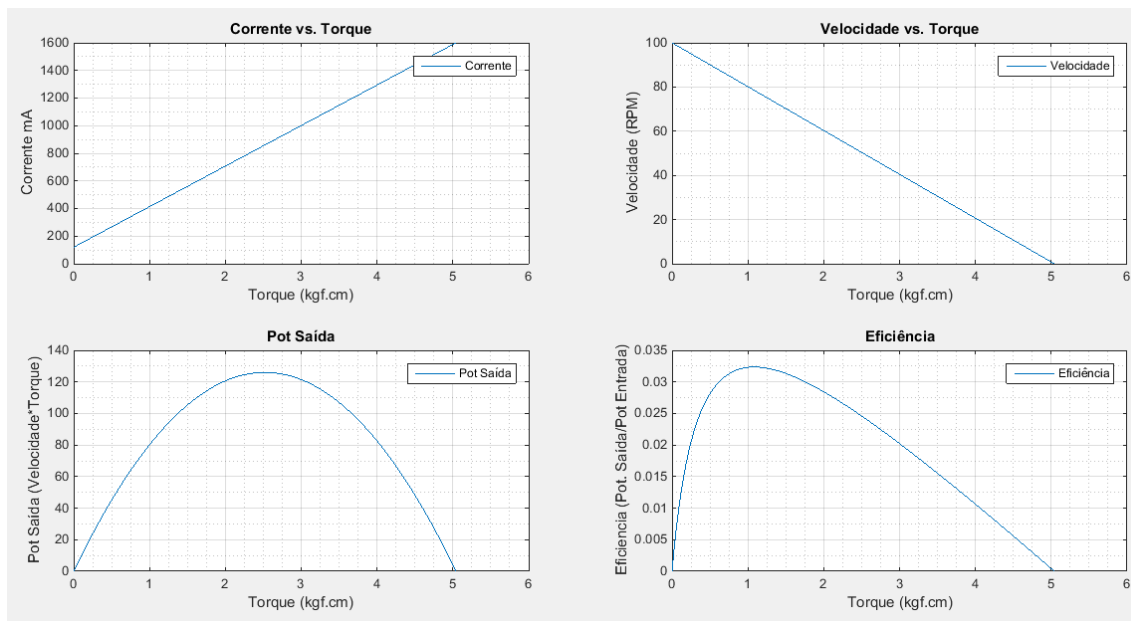 Corrente vs. Torque
1600
1400
1200
1000
800
600
400
200
0
Corrente mA
Corrente
0 1 2 3 4 5 6
Torque (kgf.cm)
Velocidade vs. Torque
100
80
60
40
20
0
Velocidade (RPM)
Velocidade
0 1 2 3 4 5 6
Torque (kgf.cm)
Pot Saída
140
120
100
80
60
40
20
0
Pot Saida (Velocidade*Torque)
Pot Saída
0 1 2 3 4 5 6
Torque (kgf.cm)
Eficiência
0.035
0.03
0.025
0.02
0.015
0.01
0.005
0
Eficiencia (Pot. Saída/Pot Entrada)
Eficiência
0 1 2 3 4 5 6
Torque (kgf.cm)